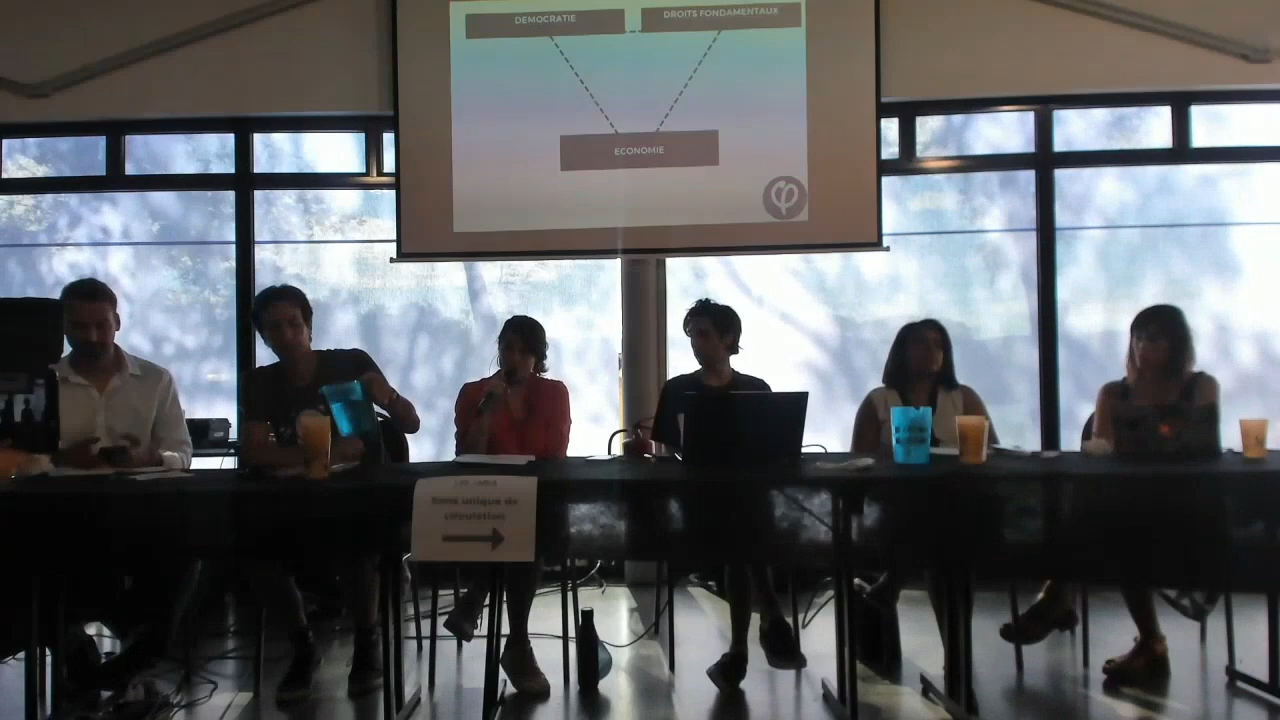 DEMOCRATIE
DROITS FONDAMENTAUX
ECONOMIE
φ
Sens unique de
circulation